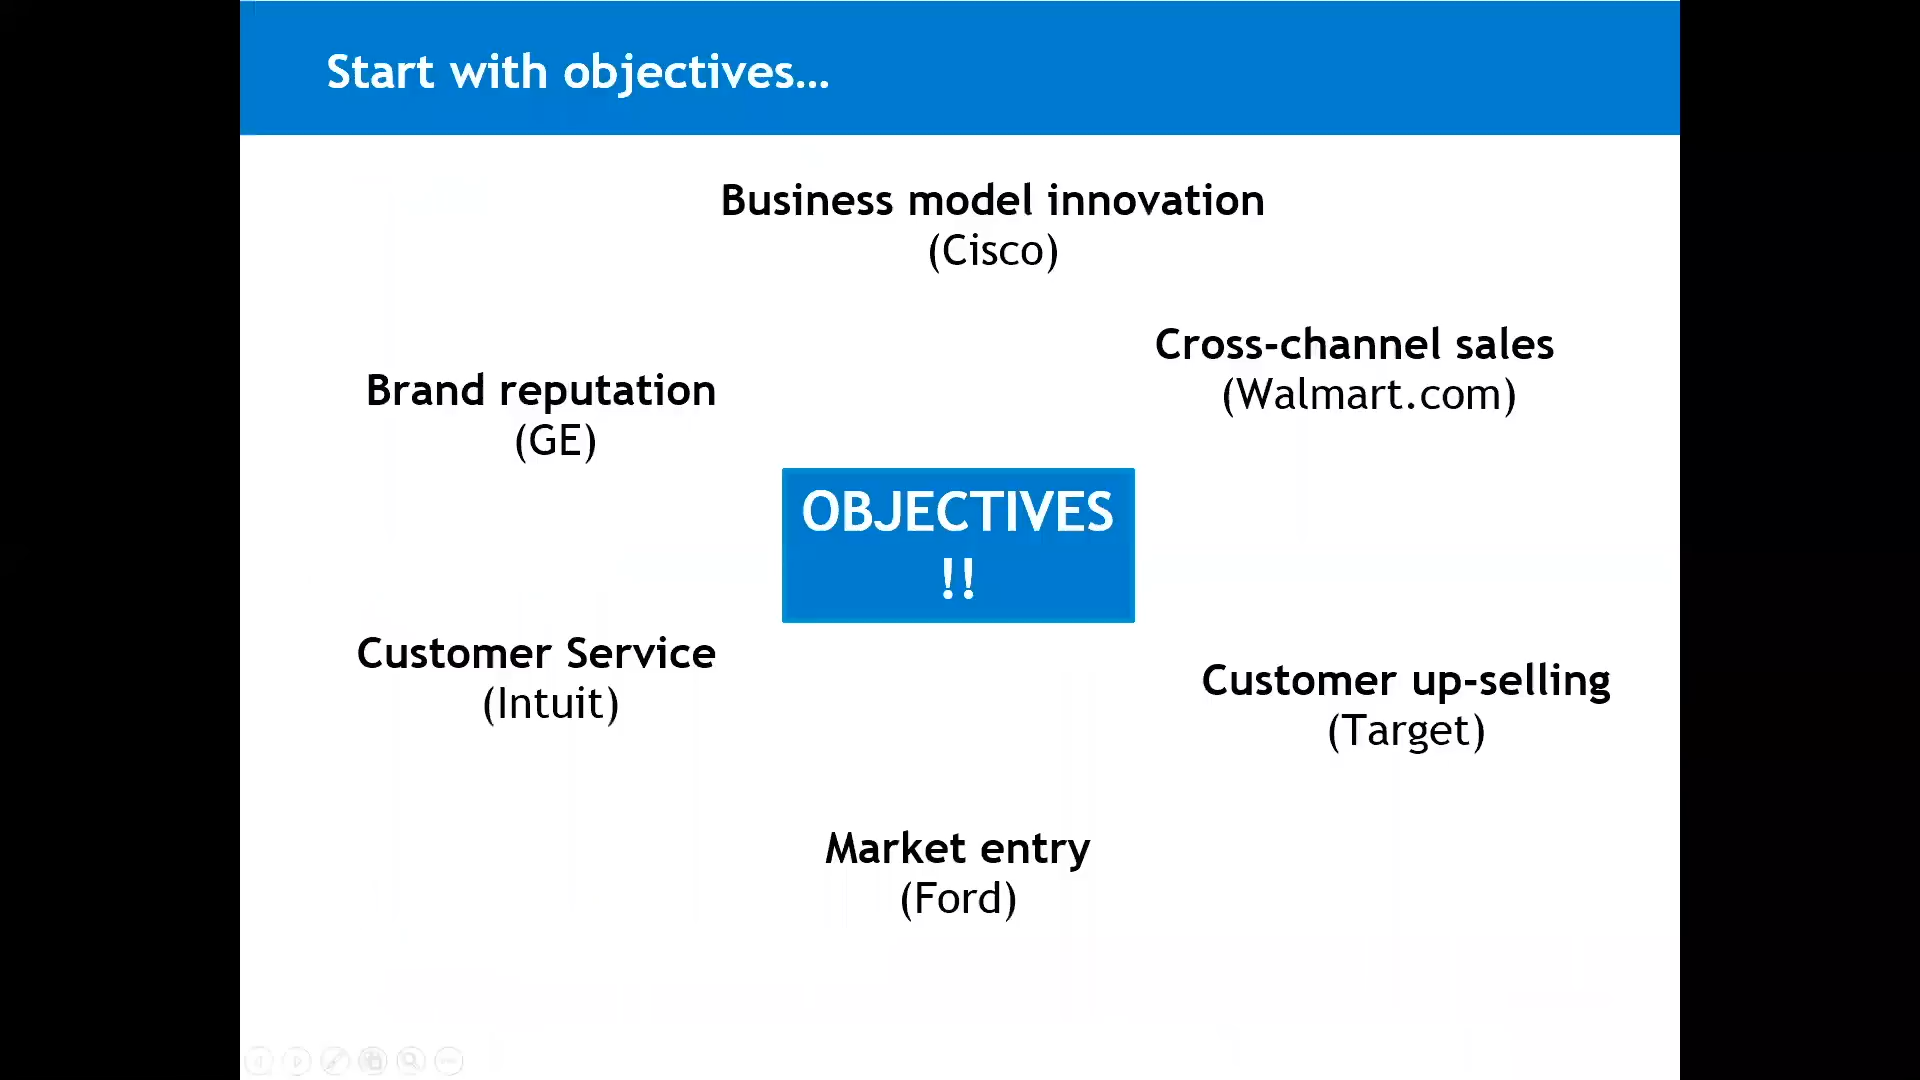 Start with objectives…
Business model innovation
(Cisco)
Cross-channel sales
(Walmart.com)
Brand reputation
(GE)
OBJECTIVES
!!
Customer Service
(Intuit)
Customer up-selling
(Target)
Market entry
(Ford)